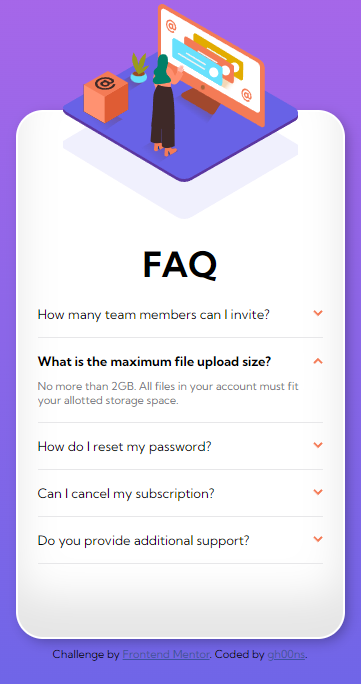 FAQ
How many team members can I invite?
What is the maximum file upload size?
No more than 2GB. All files in your account must fit
your allotted storage space.
How do I reset my password?
Can I cancel my subscription?
Do you provide additional support?
Challenge by Frontend Mentor. Coded by gh00ns.